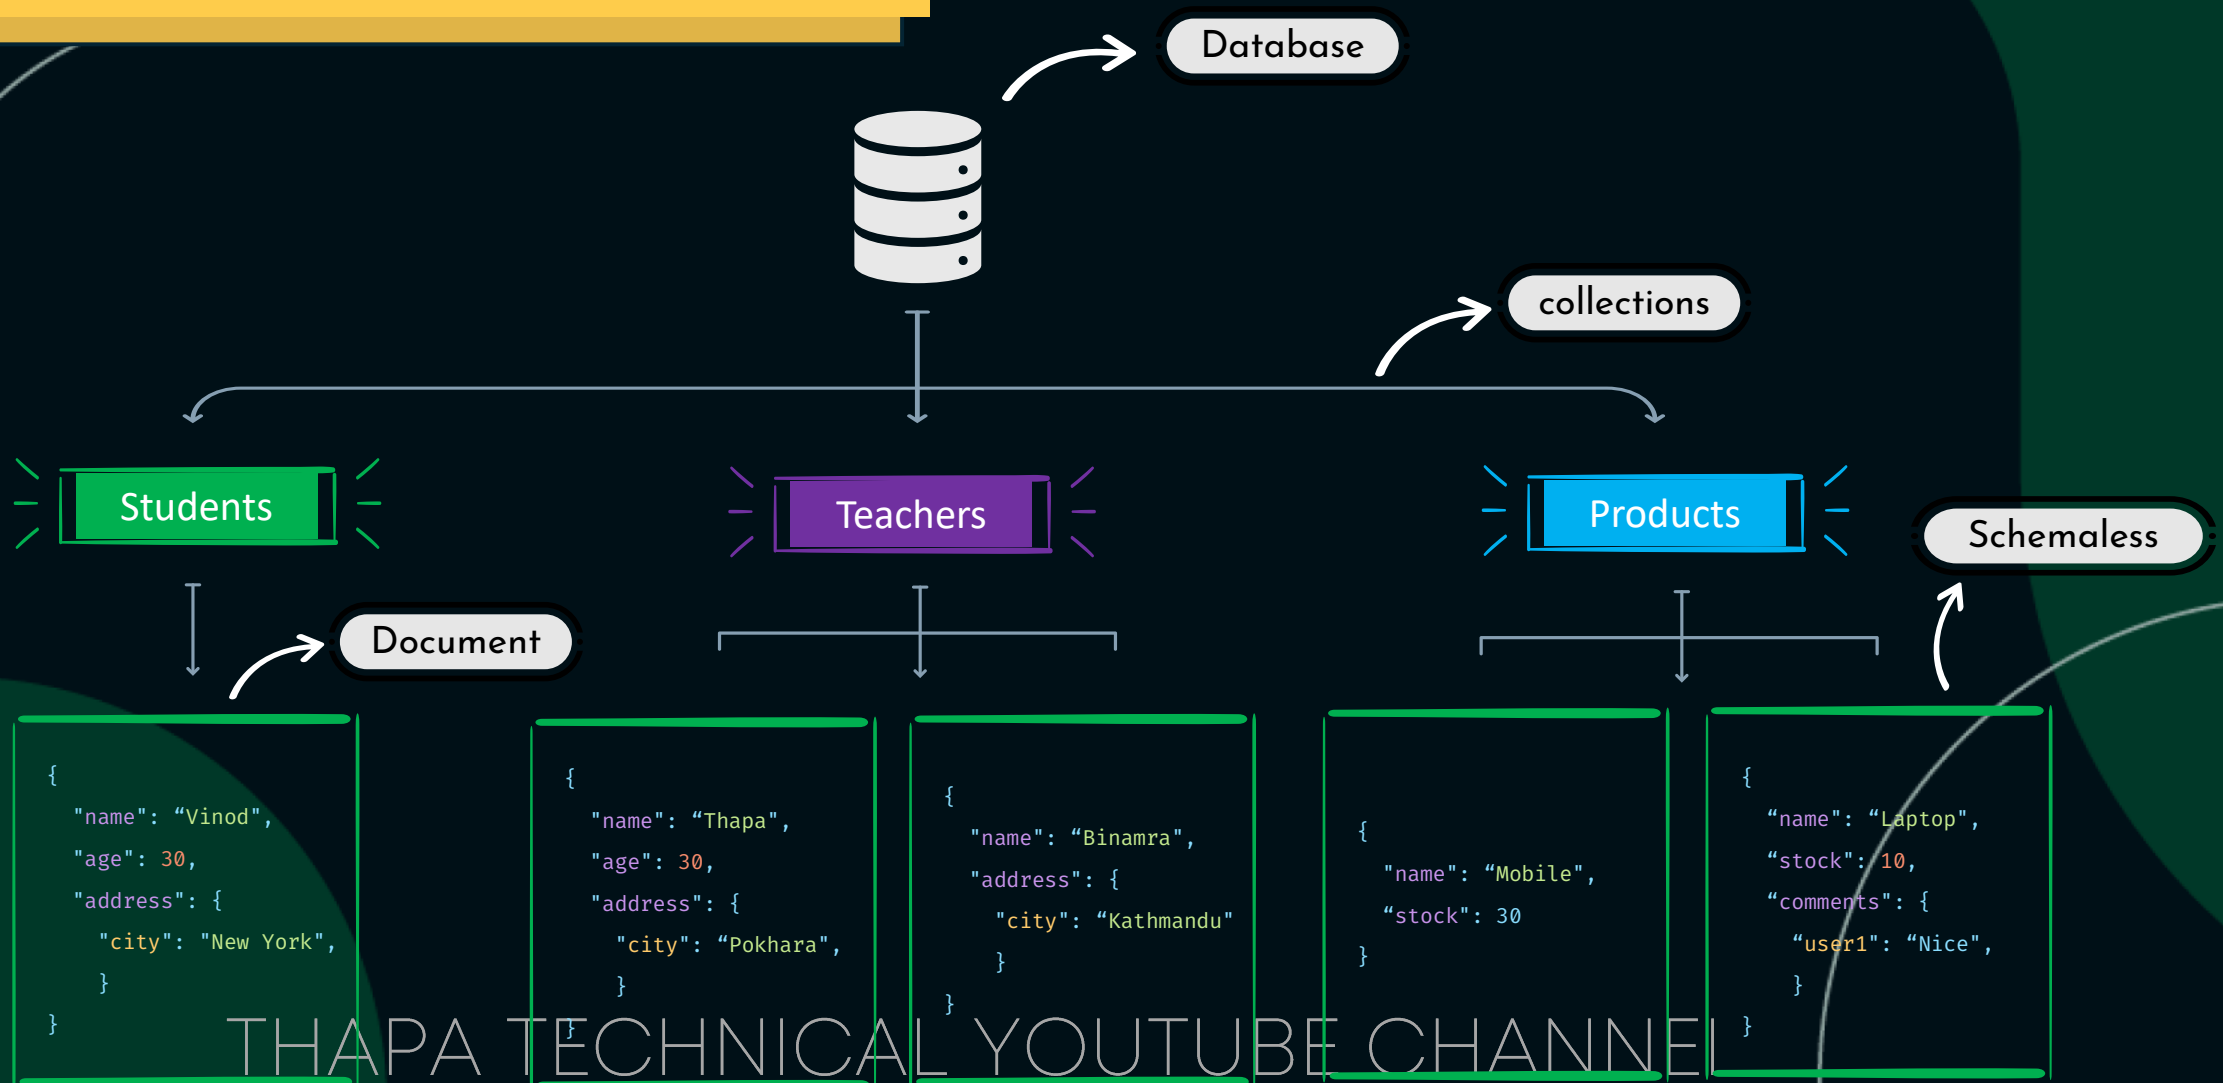 Database
collections
Students
Teachers
Products
Schemaless
Document
{
"name": “Vinod",
"age": 30,
"address": {
"city": "New York",
}
}
{
"name": “Thapa",
"age": 30,
"address": {
"city": “Pokhara",
}
}
{
"name": “Binamra",
"address": {
"city": “Kathmandu"
}
}
{
"name": “Mobile",
“stock": 30
}
{
“name": “Laptop",
“stock": 10,
“comments": {
“user1": “Nice",
}
}
THAPA TECHNICAL YOUTUBE CHANNEL